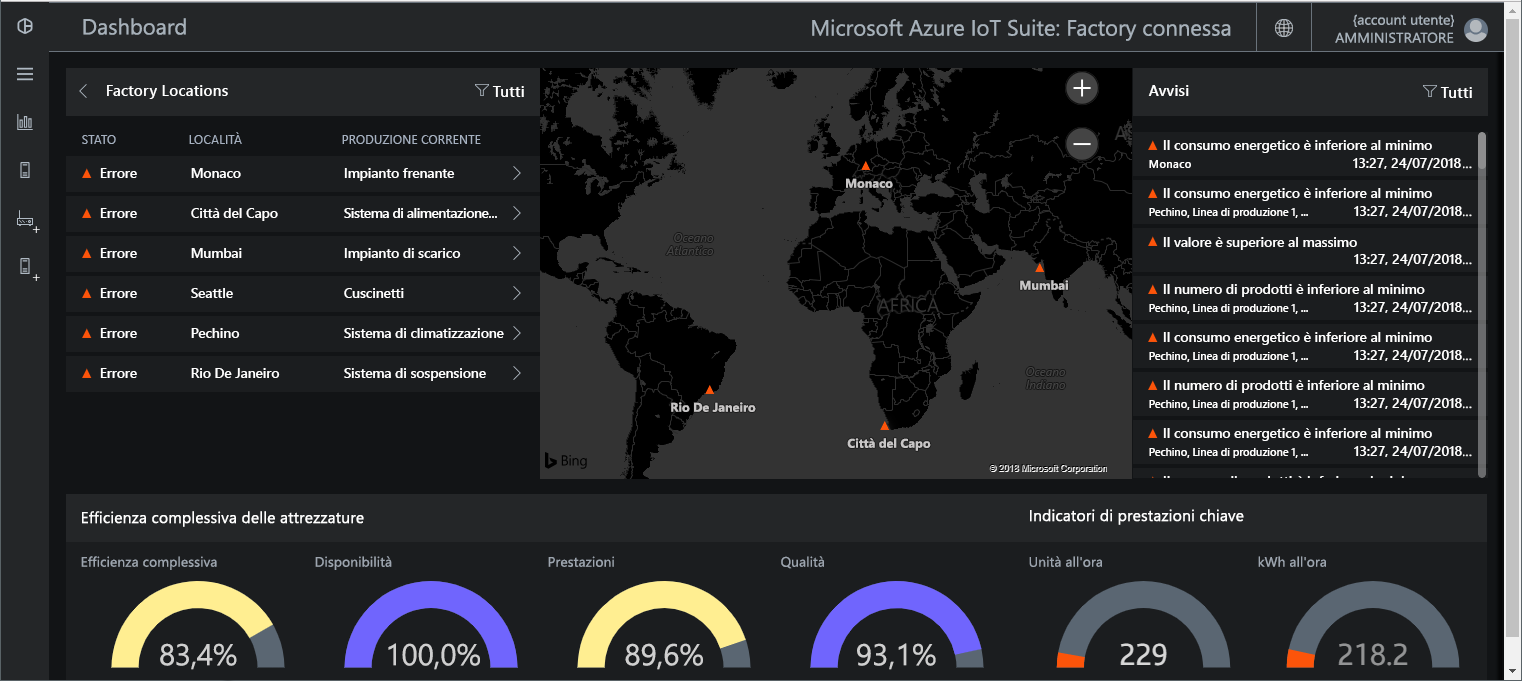 Dashboard
Microsoft Azure IoT Suite: Factory connessa
{account utente}
AMMINISTRATORE
Factory Locations
Tutti
STATO LOCALITÀ PRODUZIONE CORRENTE
Errore Monaco Impianto frenante
Errore Città del Capo Sistema di alimentazione...
Errore Mumbai Impianto di scarico
Errore Seattle Cuscinetti
Errore Pechino Sistema di climatizzazione
Errore Rio De Janeiro Sistema di sospensione
Monaco
Oceano
Atlantico
Mumbai
AFRICA
Oceano
Indiano
Rio De Janeiro
Città del Capo
Bing
© 2018 Microsoft Corporation
Avvisi
Tutti
Il consumo energetico è inferiore al minimo
Monaco 13:27, 24/07/2018...
Il consumo energetico è inferiore al minimo
Pechino, Linea di produzione 1, ... 13:27, 24/07/2018...
Il valore è superiore al massimo
13:27, 24/07/2018...
Il numero di prodotti è inferiore al minimo
Pechino, Linea di produzione 1, ... 13:27, 24/07/2018...
Il consumo energetico è inferiore al minimo
Pechino, Linea di produzione 1, ... 13:27, 24/07/2018...
Il numero di prodotti è inferiore al minimo
Pechino, Linea di produzione 1, ... 13:27, 24/07/2018...
Il consumo energetico è inferiore al minimo
Pechino, Linea di produzione 1, ... 13:27, 24/07/2018...
Efficienza complessiva delle attrezzature
Indicatori di prestazioni chiave
Efficienza complessiva Disponibilità Prestazioni Qualità Unità all'ora kWh all'ora
83,4% 100,0% 89,6% 93,1% 229 218.2